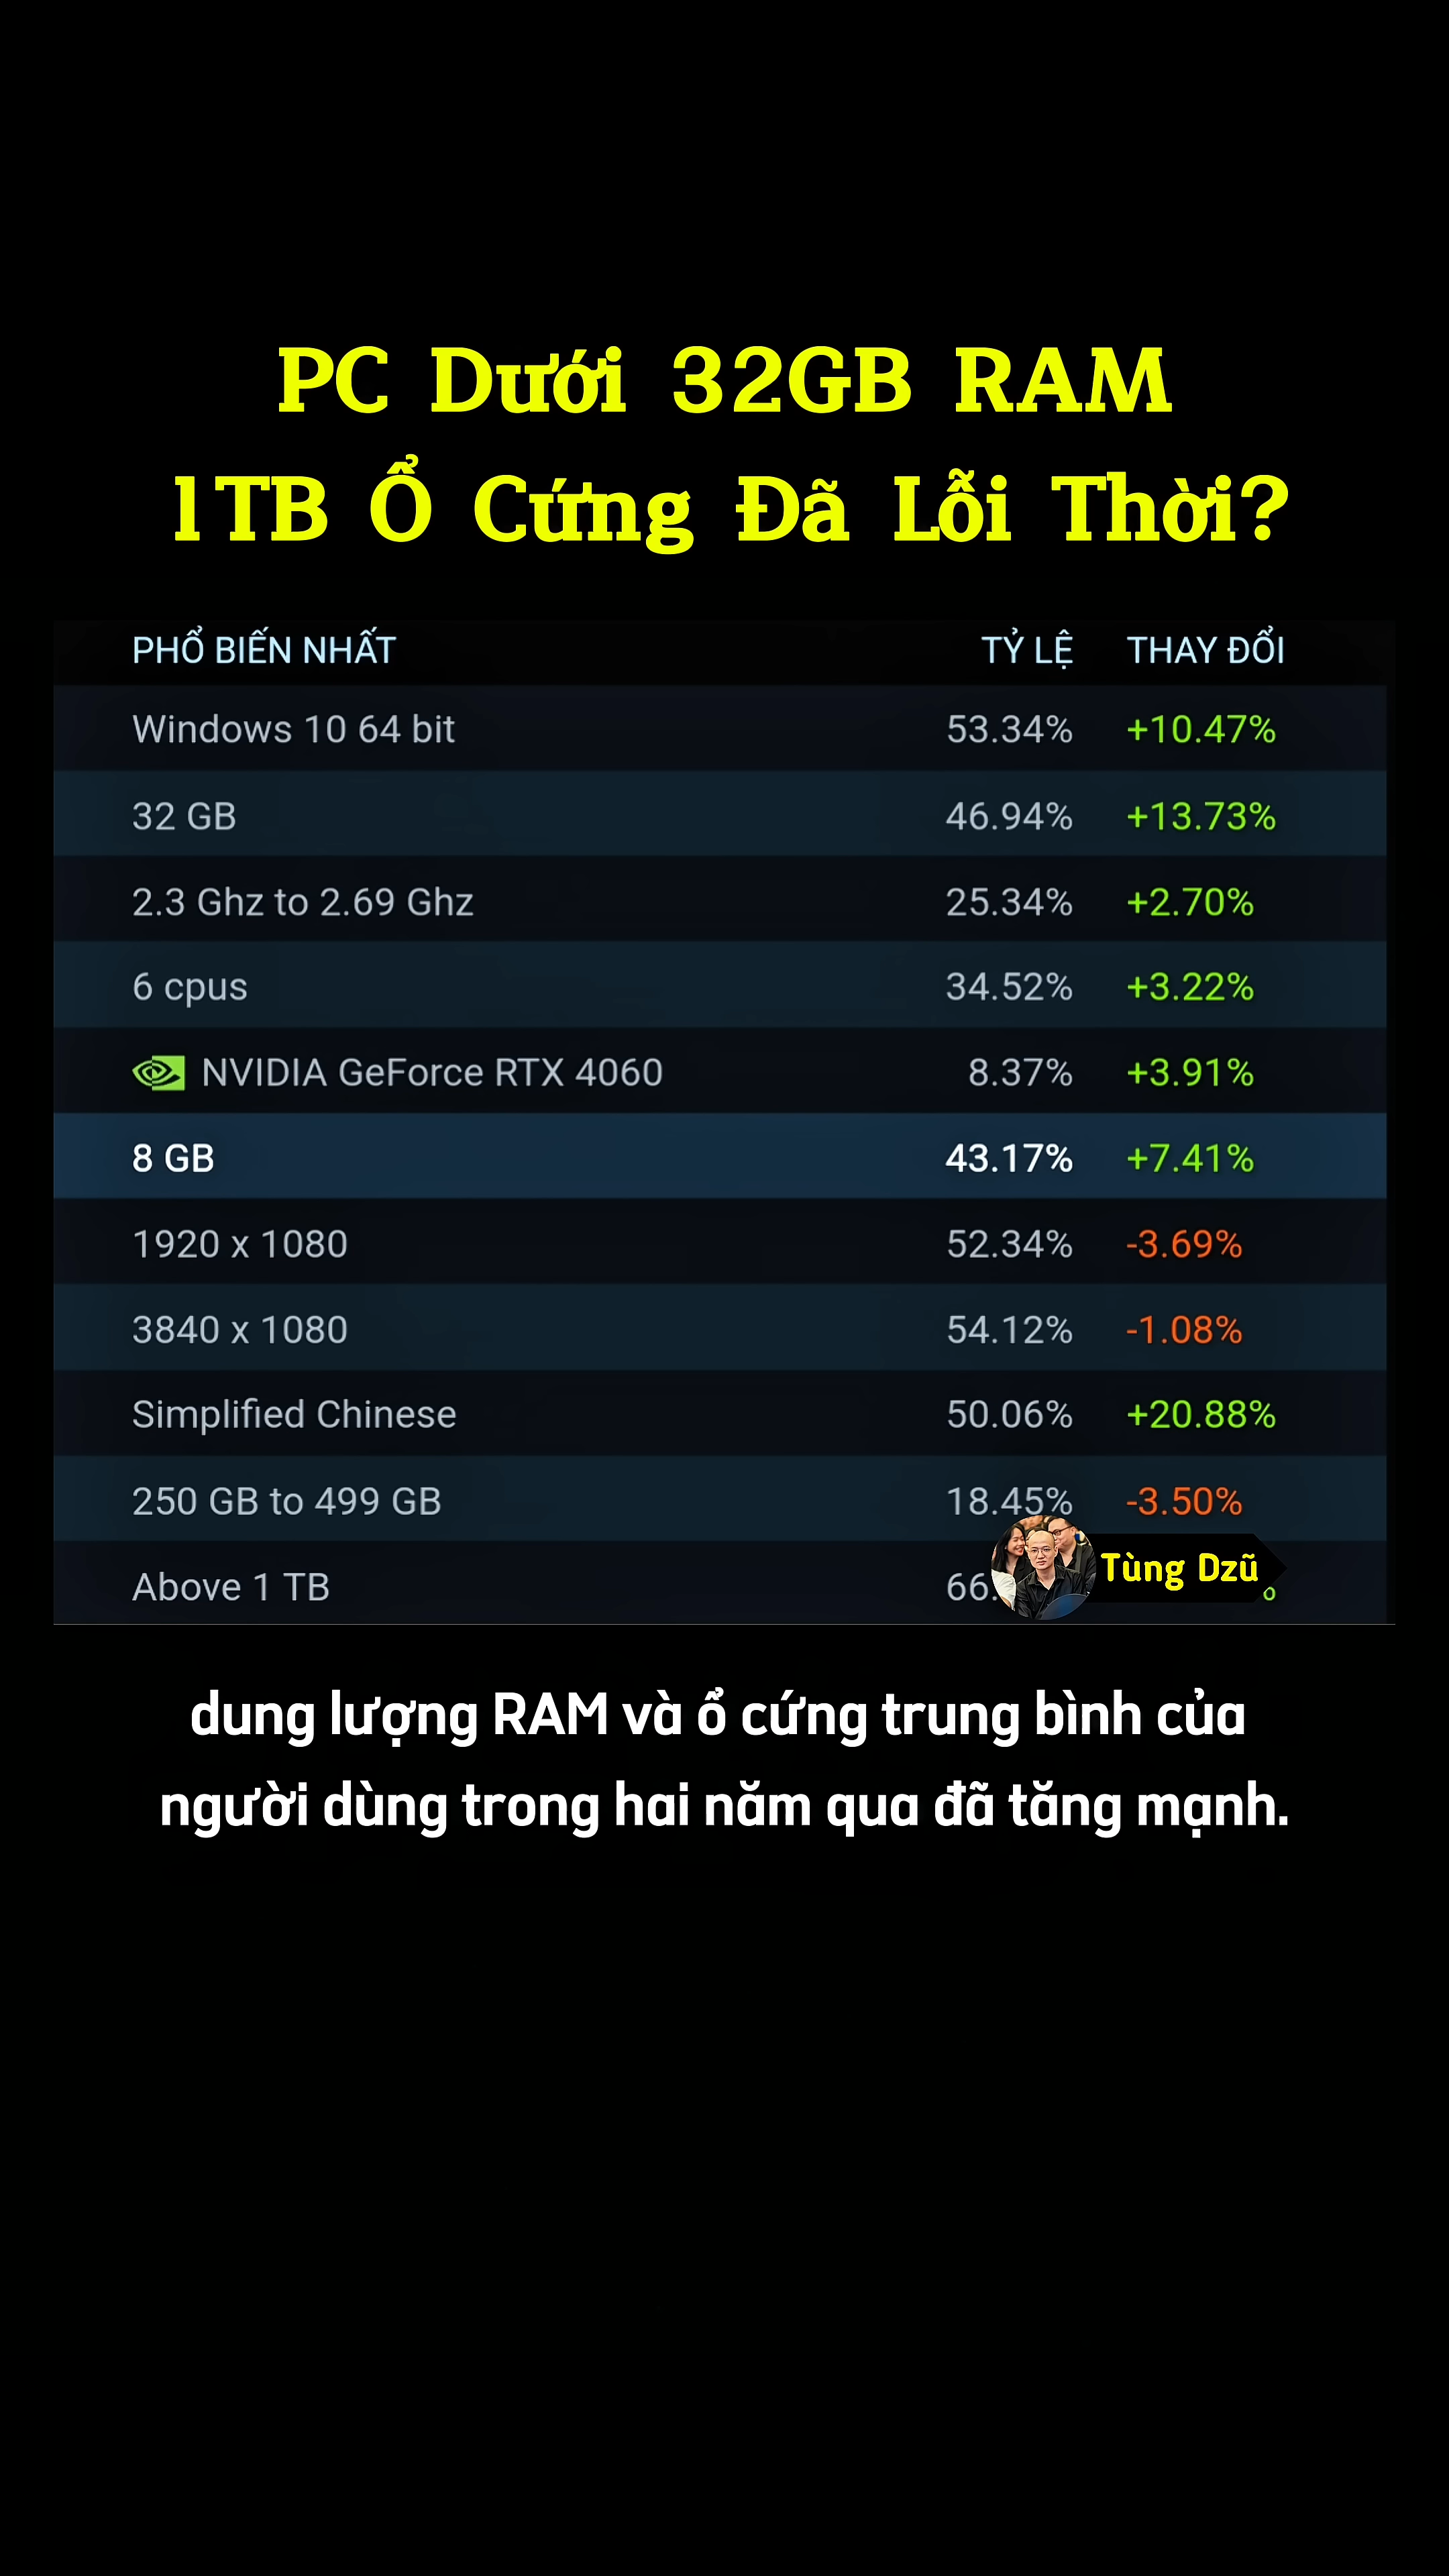 PC Dưới 32GB RAM
1TB Ổ Cứng Đã Lỗi Thời?
PHỔ BIẾN NHẤT TỶ LỆ THAY ĐỔI
Windows 10 64 bit 53.34% +10.47%
32 GB 46.94% +13.73%
2.3 Ghz to 2.69 Ghz 25.34% +2.70%
6 cpus 34.52% +3.22%
NVIDIA GeForce RTX 4060 8.37% +3.91%
8 GB 43.17% +7.41%
1920 x 1080 52.34% -3.69%
3840 x 1080 54.12% -1.08%
Simplified Chinese 50.06% +20.88%
250 GB to 499 GB 18.45% -3.50%
Above 1 TB
Tùng Dzũ
dung lượng RAM và ổ cứng trung bình của
người dùng trong hai năm qua đã tăng mạnh.